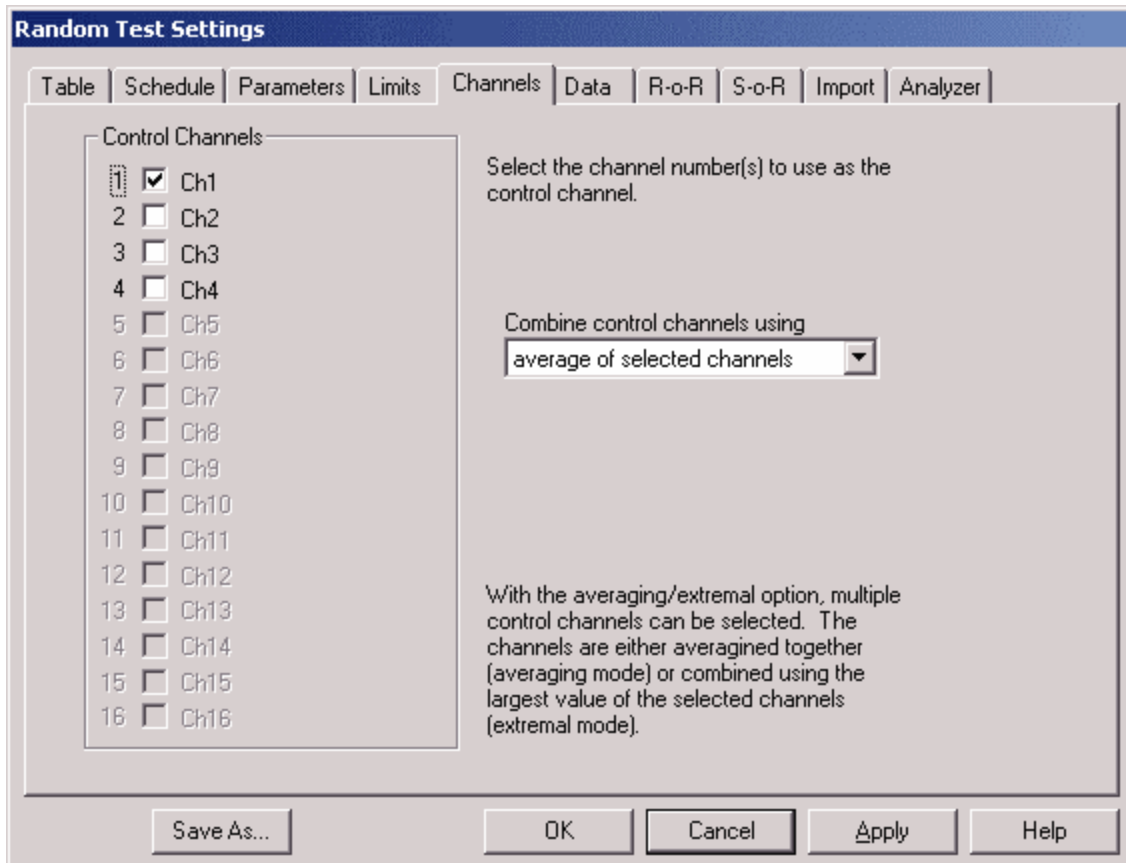 Random Test Settings
Table Schedule Parameters Limits Channels Data R-o-R S-o-R Import Analyzer
Control Channels
1 Ch1
2 Ch2
3 Ch3
4 Ch4
5 Ch5
6 Ch6
7 Ch7
8 Ch8
9 Ch9
10 Ch10
11 Ch11
12 Ch12
13 Ch13
14 Ch14
15 Ch15
16 Ch16
Select the channel number(s) to use as the
control channel.
Combine control channels using
average of selected channels
With the averaging/extremal option, multiple
control channels can be selected. The
channels are either averagined together
(averaging mode) or combined using the
largest value of the selected channels
(extremal mode).
Save As... OK Cancel Apply Help